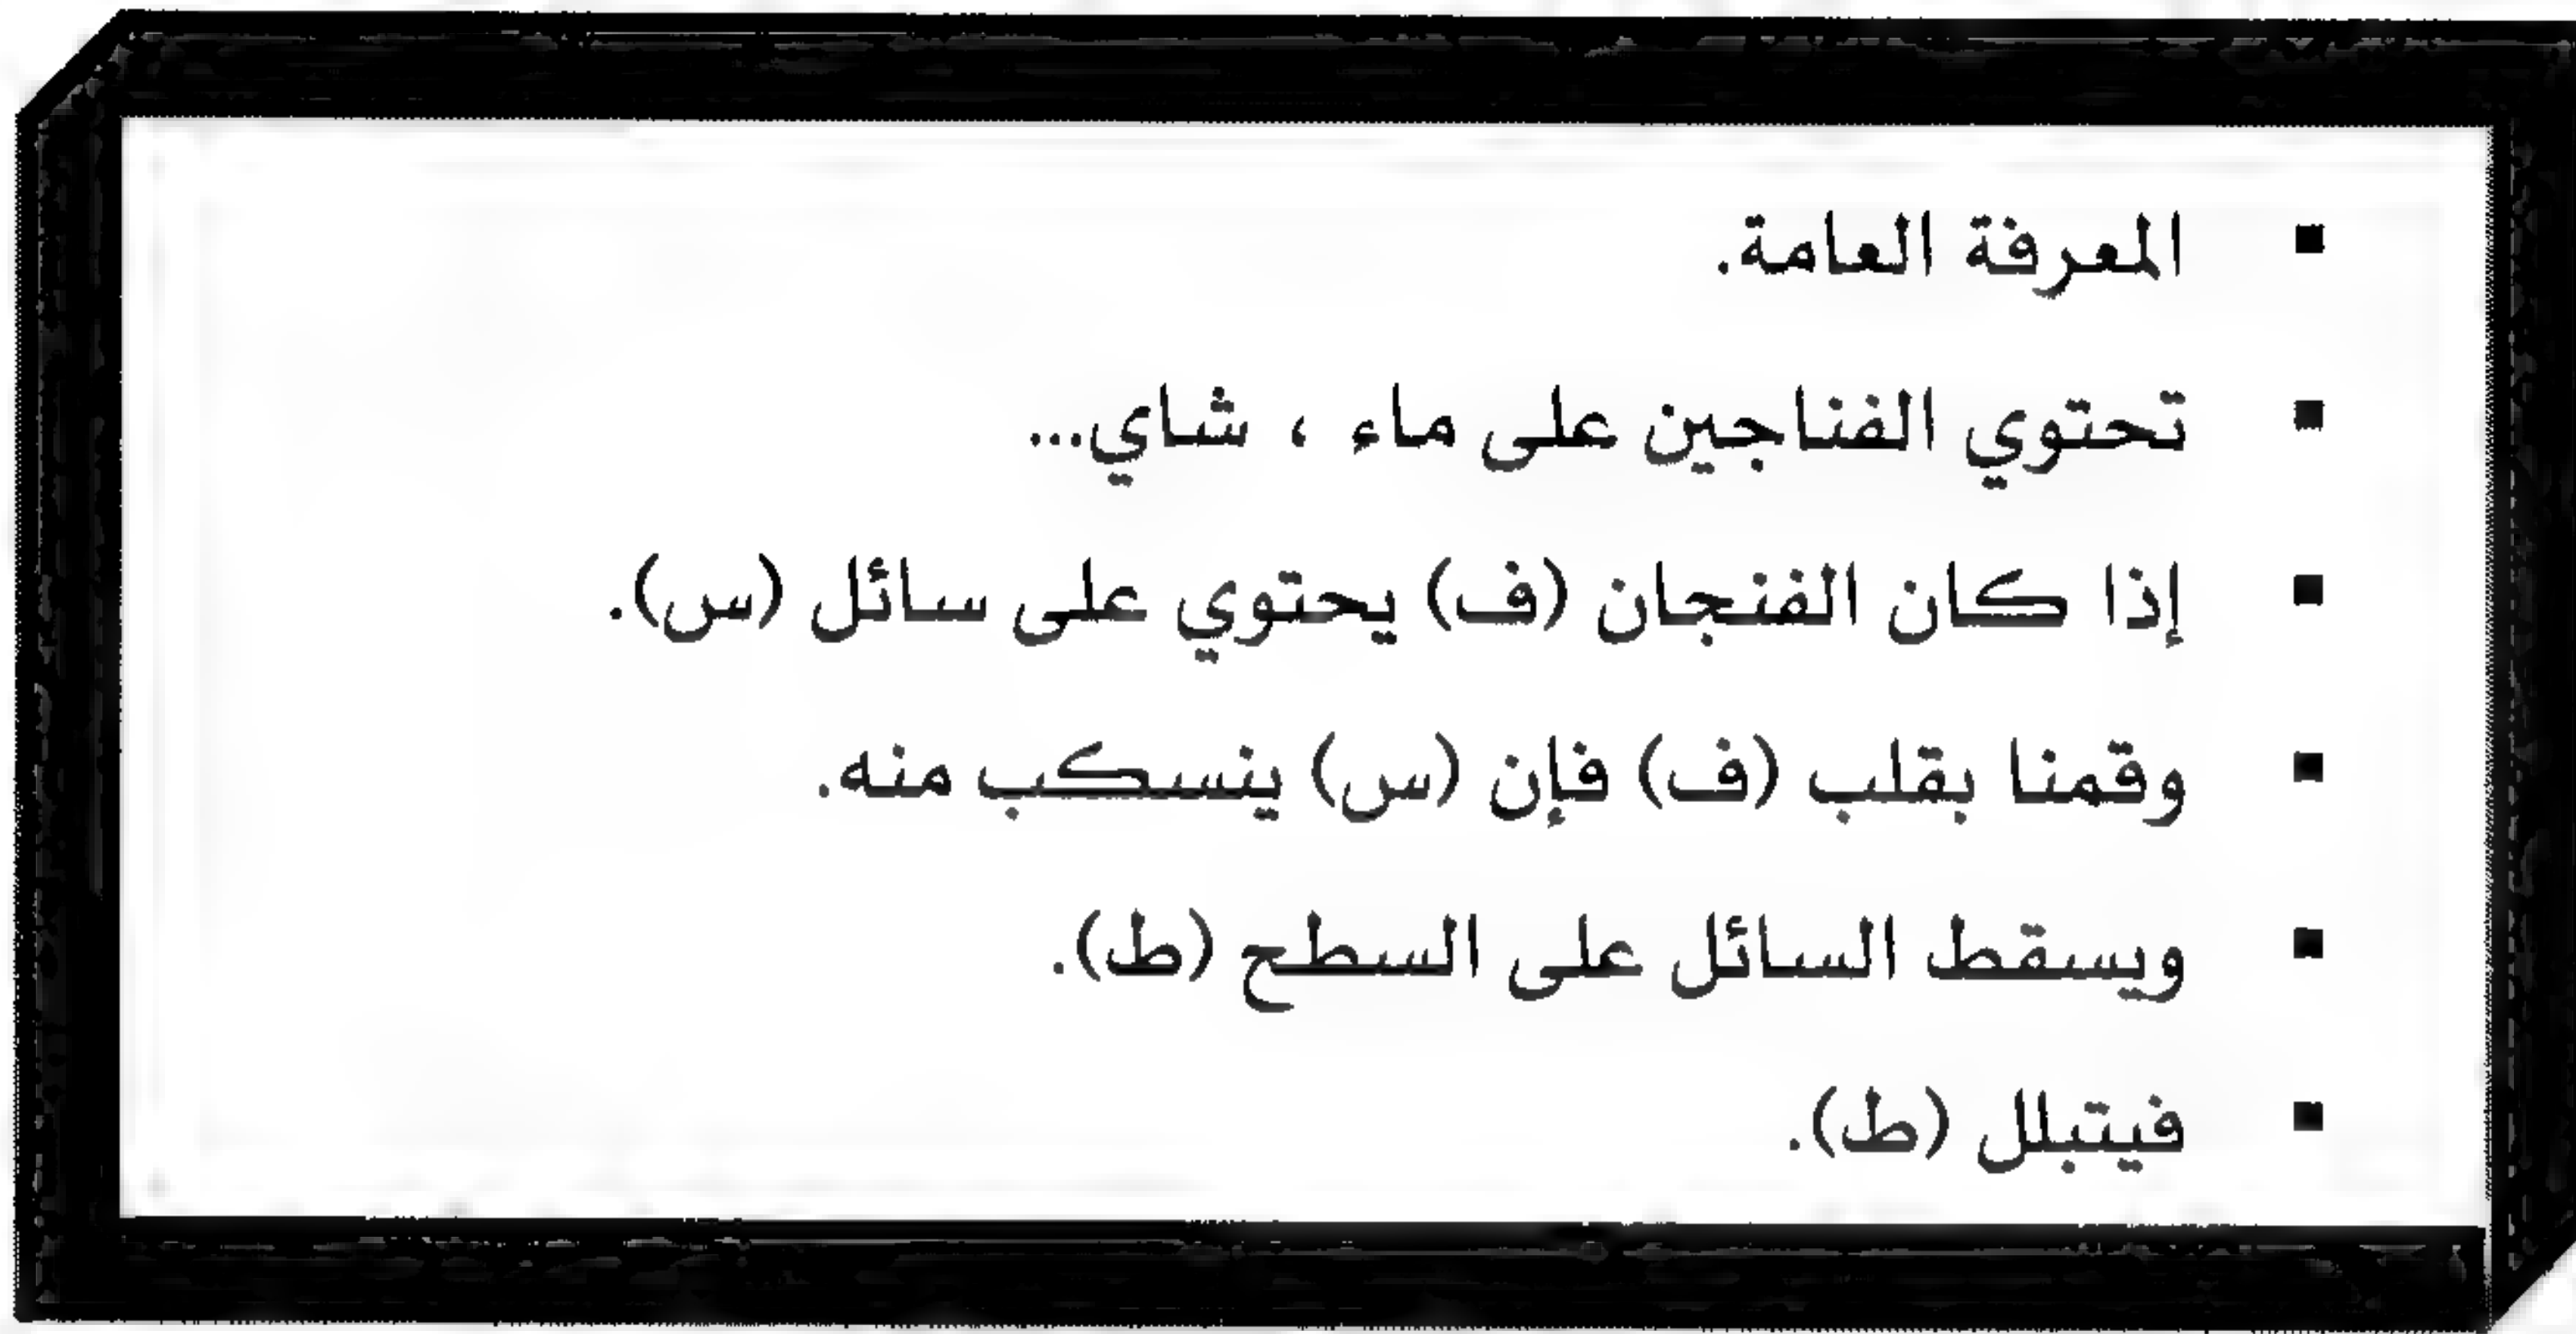 ▪ المعرفة العامة.
▪ تحتوي الفناجين على ماء ، شاي...
▪ إذا كان الفنجان (ف) يحتوي على سائل (س).
▪ وقمنا بقلب (ف) فإن (س) ينسكب منه.
▪ ويسقط السائل على السطح (ط).
▪ فيتبلل (ط).